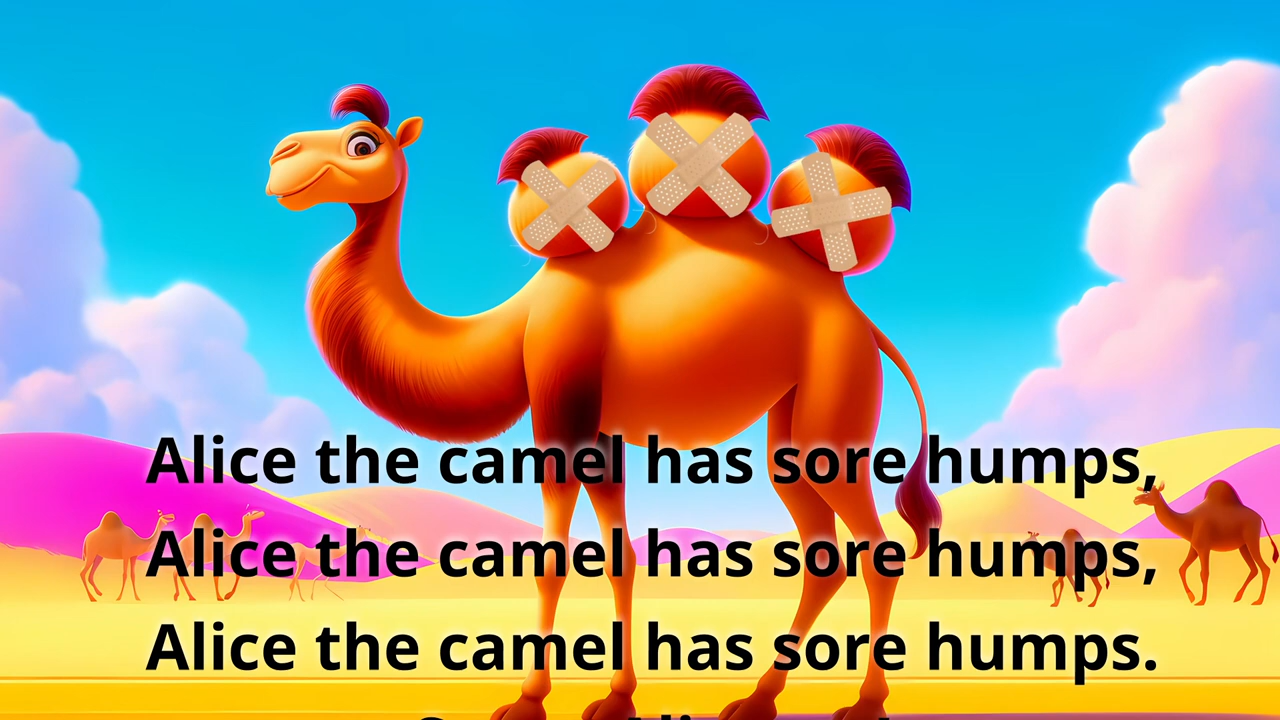 Alice the camel has sore humps,
Alice the camel has sore humps,
Alice the camel has sore humps.